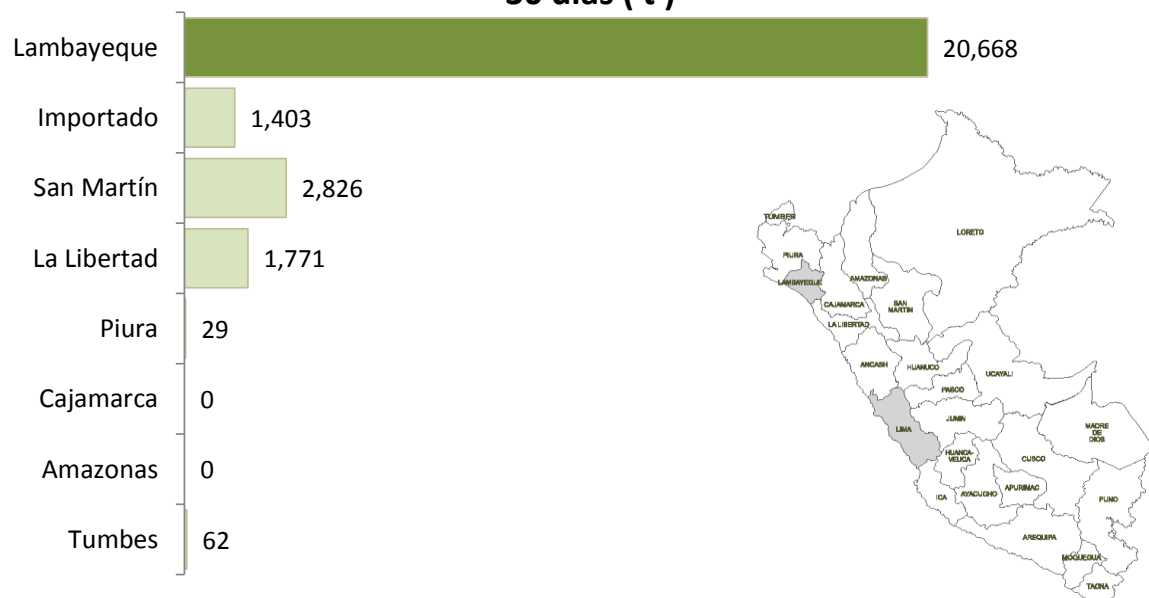 30 días ( t )
Lambayeque 20,668
Importado 1,403
San Martín 2,826
La Libertad 1,771
Piura 29
Cajamarca 0
Amazonas 0
Tumbes 62
TUMBES
LORETO
PIURA
LAMBAYEQUE
AMAZONAS
CAJAMARCA
SAN
MARTIN
LA LIBERTAD
ANCASH
HUANUCO
UCAYALI
PASCO
LIMA
JUNIN
MADRE
DE
DIOS
HUANCA-
VELICA
CUSCO
ICA
AYACUCHO
APURIMAC
PUNO
AREQUIPA
MOQUEGUA
TACNA